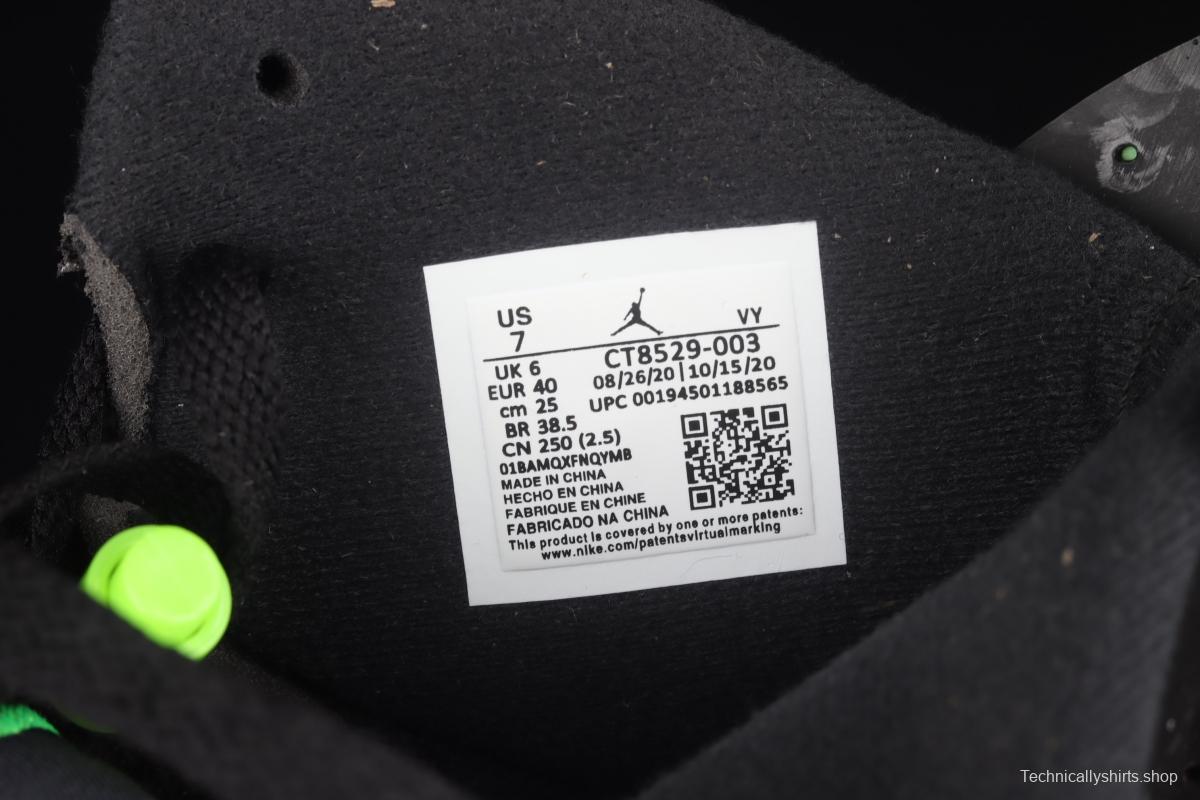 US
7
VY
UK 6
EUR 40
cm 25
BR 38.5
CN 250 (2.5)
CT8529-003
08/26/20|10/15/20
UPC 00194501188565
01BAMQXFNQYMB
MADE IN CHINA
HECHO EN CHINA
FABRIQUE EN CHINE
FABRICADO NA CHINA
This product is covered by one or more patents:
www.nike.com/patentsvirtualmarking
Technicallyshirts.shop